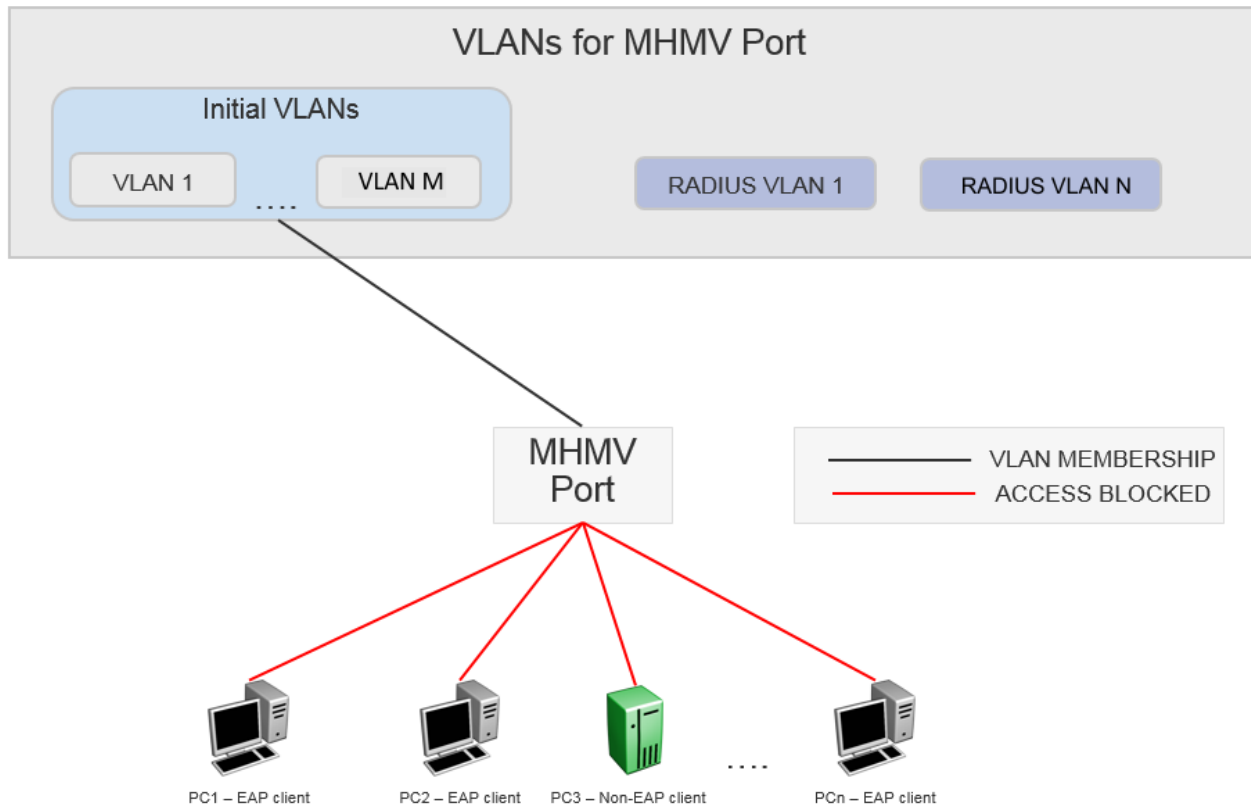 VLANs for MHMV Port
Initial VLANs
VLAN 1
....
VLAN M
RADIUS VLAN 1
RADIUS VLAN N
MHMV
Port
VLAN MEMBERSHIP
ACCESS BLOCKED
....
PC1 – EAP client
PC2 – EAP client
PC3 – Non-EAP client
PCn – EAP client